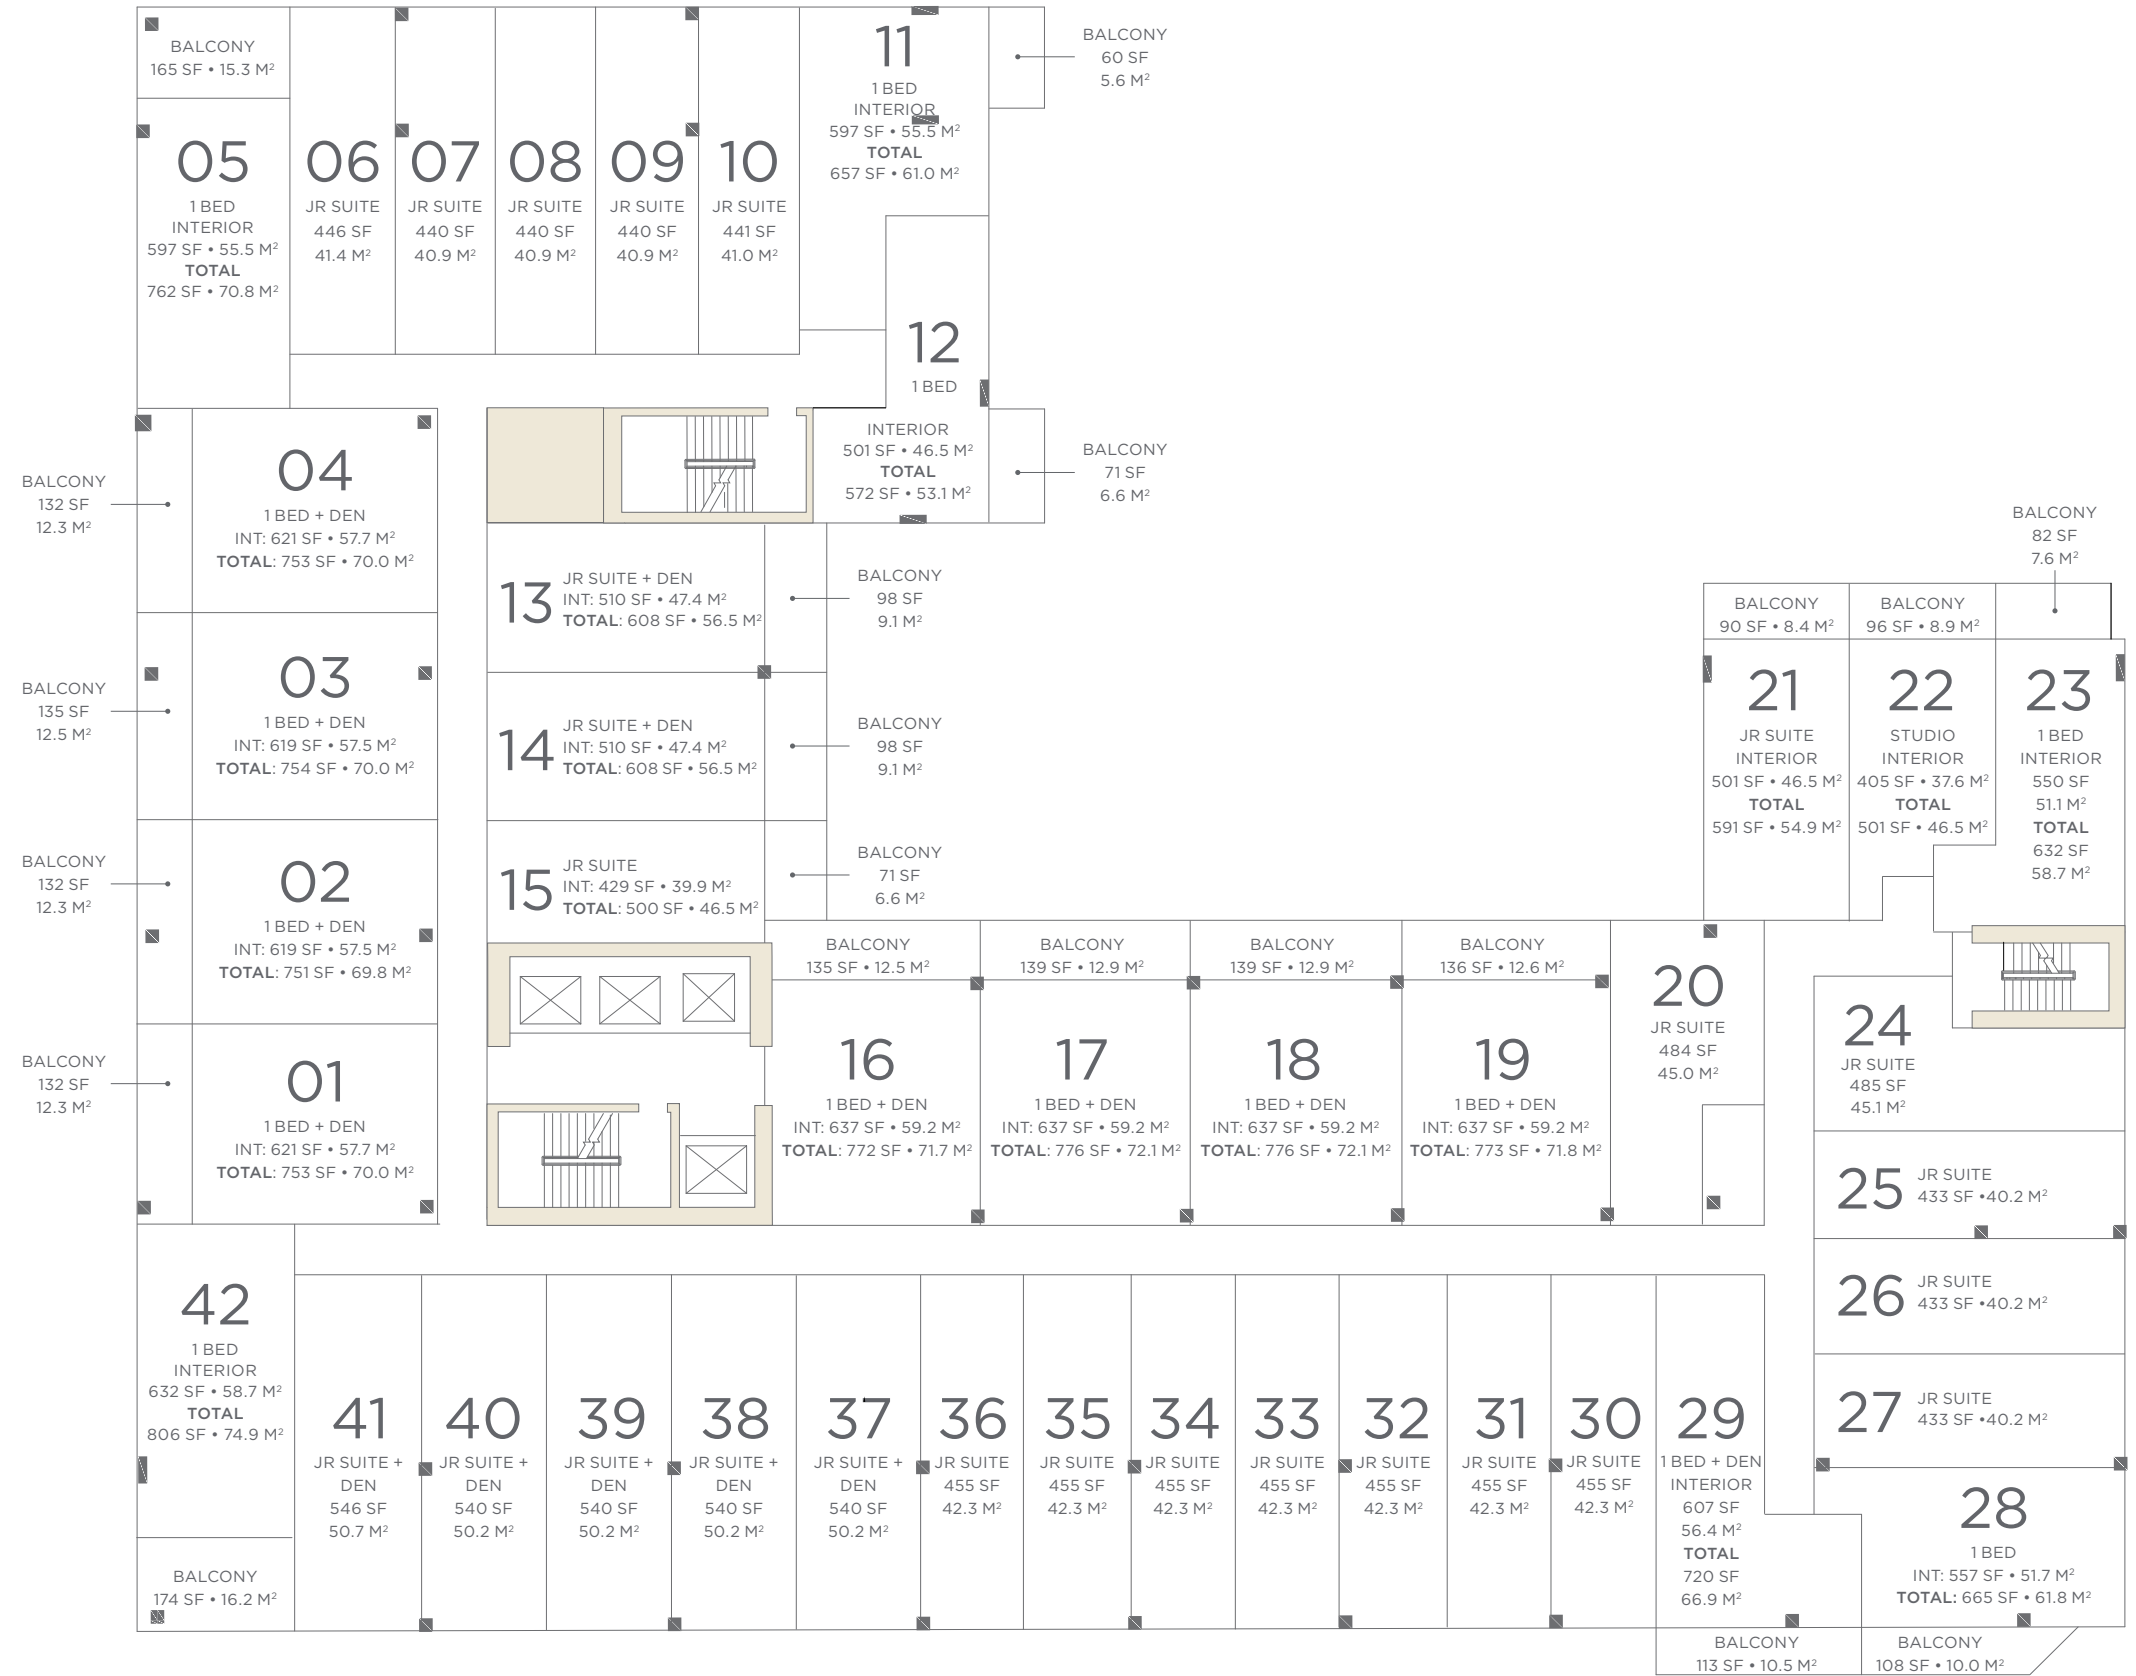 BALCONY
165 SF • 15.3 M²
05
1 BED
INTERIOR
597 SF • 55.5 M²
TOTAL
762 SF • 70.8 M²
06
JR SUITE
446 SF
41.4 M²
07
JR SUITE
440 SF
40.9 M²
08
JR SUITE
440 SF
40.9 M²
09
JR SUITE
440 SF
40.9 M²
10
JR SUITE
441 SF
41.0 M²
11
1 BED
INTERIOR
597 SF • 55.5 M²
TOTAL
657 SF • 61.0 M²
BALCONY
60 SF
5.6 M²
12
1 BED
INTERIOR
501 SF • 46.5 M²
TOTAL
572 SF • 53.1 M²
BALCONY
71 SF
6.6 M²
BALCONY
132 SF
12.3 M²
04
1 BED + DEN
INT: 621 SF • 57.7 M²
TOTAL: 753 SF • 70.0 M²
BALCONY
135 SF
12.5 M²
03
1 BED + DEN
INT: 619 SF • 57.5 M²
TOTAL: 754 SF • 70.0 M²
BALCONY
132 SF
12.3 M²
02
1 BED + DEN
INT: 619 SF • 57.5 M²
TOTAL: 751 SF • 69.8 M²
BALCONY
132 SF
12.3 M²
01
1 BED + DEN
INT: 621 SF • 57.7 M²
TOTAL: 753 SF • 70.0 M²
13
JR SUITE + DEN
INT: 510 SF • 47.4 M²
TOTAL: 608 SF • 56.5 M²
BALCONY
98 SF
9.1 M²
14
JR SUITE + DEN
INT: 510 SF • 47.4 M²
TOTAL: 608 SF • 56.5 M²
BALCONY
98 SF
9.1 M²
15
JR SUITE
INT: 429 SF • 39.9 M²
TOTAL: 500 SF • 46.5 M²
BALCONY
71 SF
6.6 M²
BALCONY
135 SF • 12.5 M²
16
1 BED + DEN
INT: 637 SF • 59.2 M²
TOTAL: 772 SF • 71.7 M²
BALCONY
139 SF • 12.9 M²
17
1 BED + DEN
INT: 637 SF • 59.2 M²
TOTAL: 776 SF • 72.1 M²
BALCONY
139 SF • 12.9 M²
18
1 BED + DEN
INT: 637 SF • 59.2 M²
TOTAL: 776 SF • 72.1 M²
BALCONY
136 SF • 12.6 M²
19
1 BED + DEN
INT: 637 SF • 59.2 M²
TOTAL: 773 SF • 71.8 M²
20
JR SUITE
484 SF
45.0 M²
BALCONY
90 SF • 8.4 M²
21
JR SUITE
INTERIOR
501 SF • 46.5 M²
TOTAL
591 SF • 54.9 M²
BALCONY
96 SF • 8.9 M²
22
STUDIO
INTERIOR
405 SF • 37.6 M²
TOTAL
501 SF • 46.5 M²
BALCONY
82 SF
7.6 M²
23
1 BED
INTERIOR
550 SF
51.1 M²
TOTAL
632 SF
58.7 M²
24
JR SUITE
485 SF
45.1 M²
25
JR SUITE
433 SF •40.2 M²
26
JR SUITE
433 SF •40.2 M²
27
JR SUITE
433 SF •40.2 M²
28
1 BED
INT: 557 SF • 51.7 M²
TOTAL: 665 SF • 61.8 M²
BALCONY
108 SF • 10.0 M²
42
1 BED
INTERIOR
632 SF • 58.7 M²
TOTAL
806 SF • 74.9 M²
BALCONY
174 SF • 16.2 M²
41
JR SUITE +
DEN
546 SF
50.7 M²
40
JR SUITE +
DEN
540 SF
50.2 M²
39
JR SUITE +
DEN
540 SF
50.2 M²
38
JR SUITE +
DEN
540 SF
50.2 M²
37
JR SUITE +
DEN
540 SF
50.2 M²
36
JR SUITE
455 SF
42.3 M²
35
JR SUITE
455 SF
42.3 M²
34
JR SUITE
455 SF
42.3 M²
33
JR SUITE
455 SF
42.3 M²
32
JR SUITE
455 SF
42.3 M²
31
JR SUITE
455 SF
42.3 M²
30
JR SUITE
455 SF
42.3 M²
29
1 BED + DEN
INTERIOR
607 SF
56.4 M²
TOTAL
720 SF
66.9 M²
BALCONY
113 SF • 10.5 M²